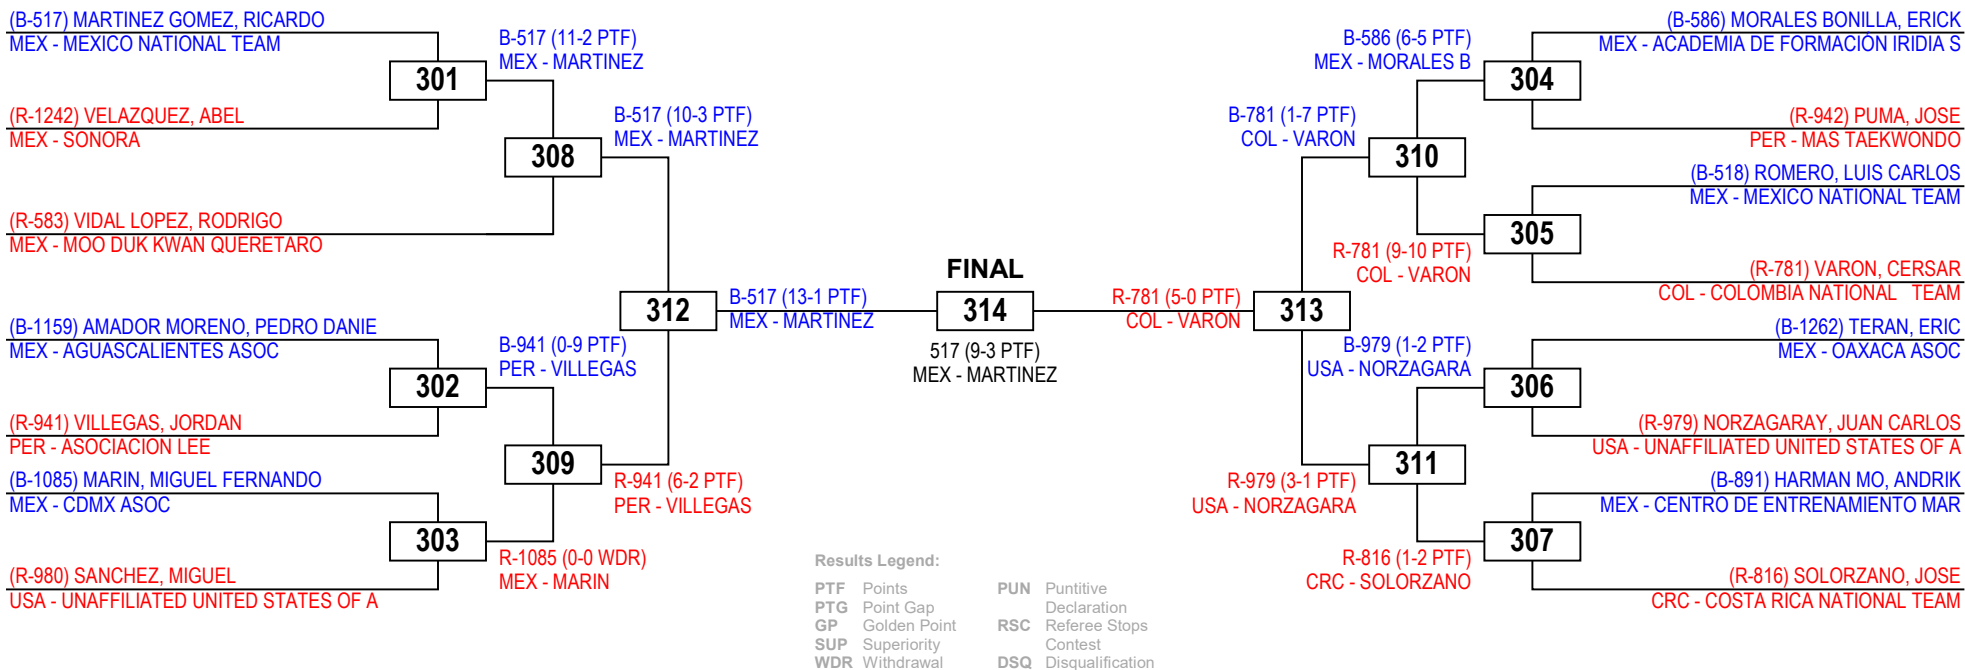 (B-517) MARTINEZ GOMEZ, RICARDO
MEX - MEXICO NATIONAL TEAM
301
(R-1242) VELAZQUEZ, ABEL
MEX - SONORA
B-517 (11-2 PTF)
MEX - MARTINEZ
308
(R-583) VIDAL LOPEZ, RODRIGO
MEX - MOO DUK KWAN QUERETARO
B-517 (10-3 PTF)
MEX - MARTINEZ
(B-1159) AMADOR MORENO, PEDRO DANIE
MEX - AGUASCALIENTES ASOC
302
(R-941) VILLEGAS, JORDAN
PER - ASOCIACION LEE
B-941 (0-9 PTF)
PER - VILLEGAS
309
(B-1085) MARIN, MIGUEL FERNANDO
MEX - CDMX ASOC
303
(R-980) SANCHEZ, MIGUEL
USA - UNAFFILIATED UNITED STATES OF A
R-1085 (0-0 WDR)
MEX - MARIN
R-941 (6-2 PTF)
PER - VILLEGAS
312
B-517 (13-1 PTF)
MEX - MARTINEZ
FINAL
314
517 (9-3 PTF)
MEX - MARTINEZ
R-781 (5-0 PTF)
COL - VARON
313
B-781 (1-7 PTF)
COL - VARON
310
B-586 (6-5 PTF)
MEX - MORALES B
304
(B-586) MORALES BONILLA, ERICK
MEX - ACADEMIA DE FORMACIÓN IRIDIA S
(R-942) PUMA, JOSE
PER - MAS TAEKWONDO
(B-518) ROMERO, LUIS CARLOS
MEX - MEXICO NATIONAL TEAM
305
R-781 (9-10 PTF)
COL - VARON
(R-781) VARON, CERSAR
COL - COLOMBIA NATIONAL TEAM
(B-1262) TERAN, ERIC
MEX - OAXACA ASOC
B-979 (1-2 PTF)
USA - NORZAGARA
306
(R-979) NORZAGARAY, JUAN CARLOS
USA - UNAFFILIATED UNITED STATES OF A
311
R-979 (3-1 PTF)
USA - NORZAGARA
(B-891) HARMAN MO, ANDRIK
MEX - CENTRO DE ENTRENAMIENTO MAR
307
R-816 (1-2 PTF)
CRC - SOLORZANO
(R-816) SOLORZANO, JOSE
CRC - COSTA RICA NATIONAL TEAM
Results Legend:
PTF Points
PTG Point Gap
GP Golden Point
SUP Superiority
WDR Withdrawal
PUN Puntitive
Declaration
RSC Referee Stops
Contest
DSQ Disqualification